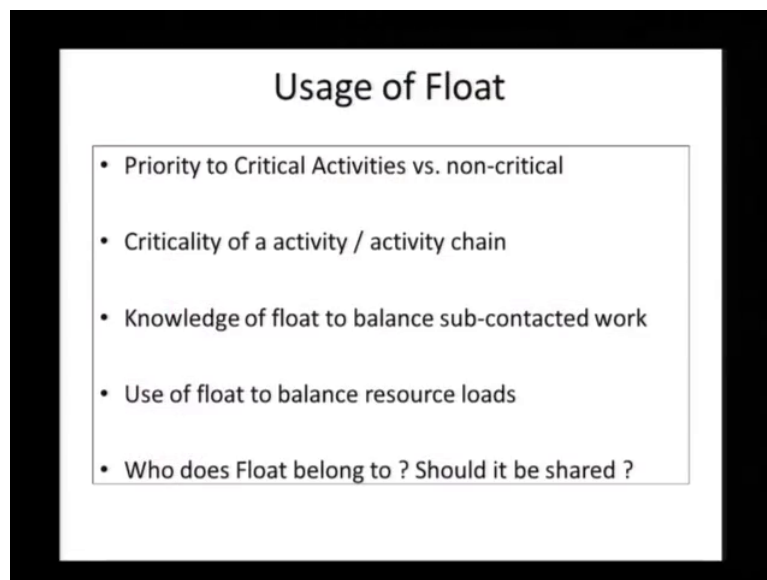 Usage of Float
• Priority to Critical Activities vs. non-critical
• Criticality of a activity / activity chain
• Knowledge of float to balance sub-contacted work
• Use of float to balance resource loads
• Who does Float belong to ? Should it be shared ?